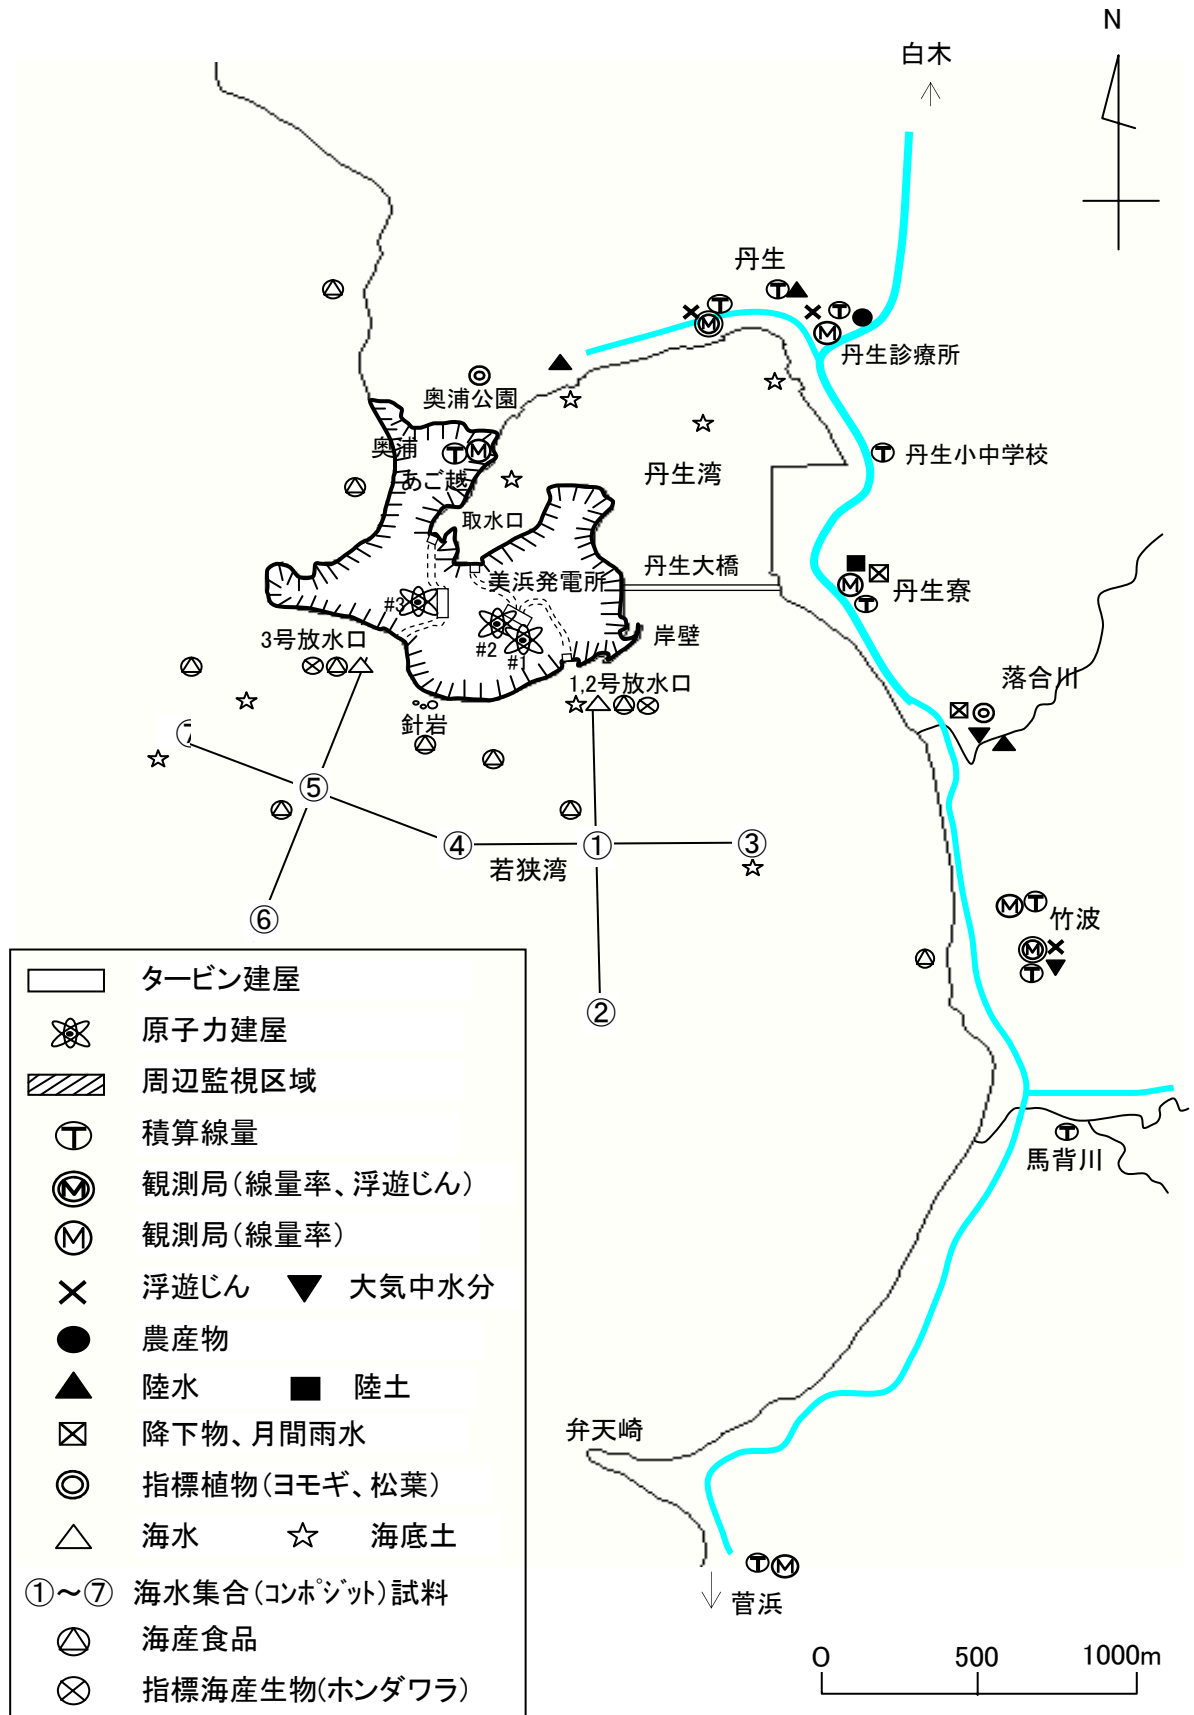 N
白木
丹生
丹生診療所
奥浦公園
奥浦
あご越
丹生湾
丹生小中学校
取水口
美浜発電所
丹生大橋
丹生寮
#3
#2
#1
3号放水口
岸壁
1,2号放水口
落合川
針岩
⑦
⑤
④
①
③
若狭湾
⑥
②
竹波
馬背川
弁天崎
菅浜
タービン建屋
原子力建屋
周辺監視区域
T 積算線量
M 観測局(線量率、浮遊じん)
M 観測局(線量率)
浮遊じん 大気中水分
農産物
陸水 陸土
降下物、月間雨水
指標植物(ヨモギ、松葉)
海水 海底土
①～⑦ 海水集合(ｺﾝﾎﾟｼﾞｯﾄ)試料
海産食品
指標海産生物(ホンダワラ)
0 500 1000m